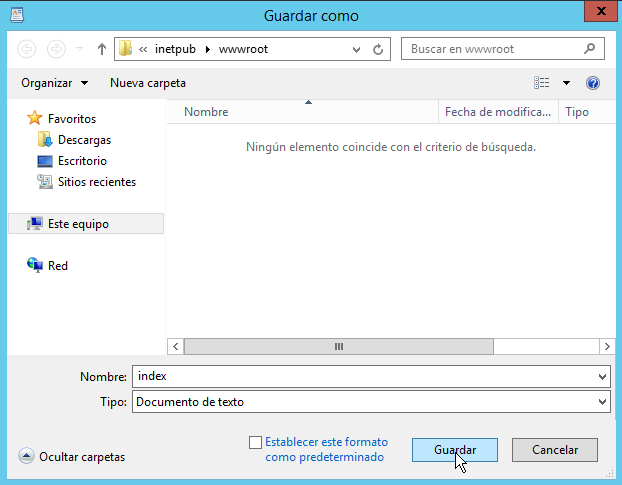 Guardar como
x
« inetpub wwwroot
Buscar en wwwroot
Organizar
Nueva carpeta
?
Nombre
Fecha de modifica...
Tipo
Favoritos
Descargas
Escritorio
Sitios recientes
Este equipo
Red
Ningún elemento coincide con el criterio de búsqueda.
Nombre: index
Tipo: Documento de texto
Establecer este formato
como predeterminado
Guardar
Cancelar
Ocultar carpetas